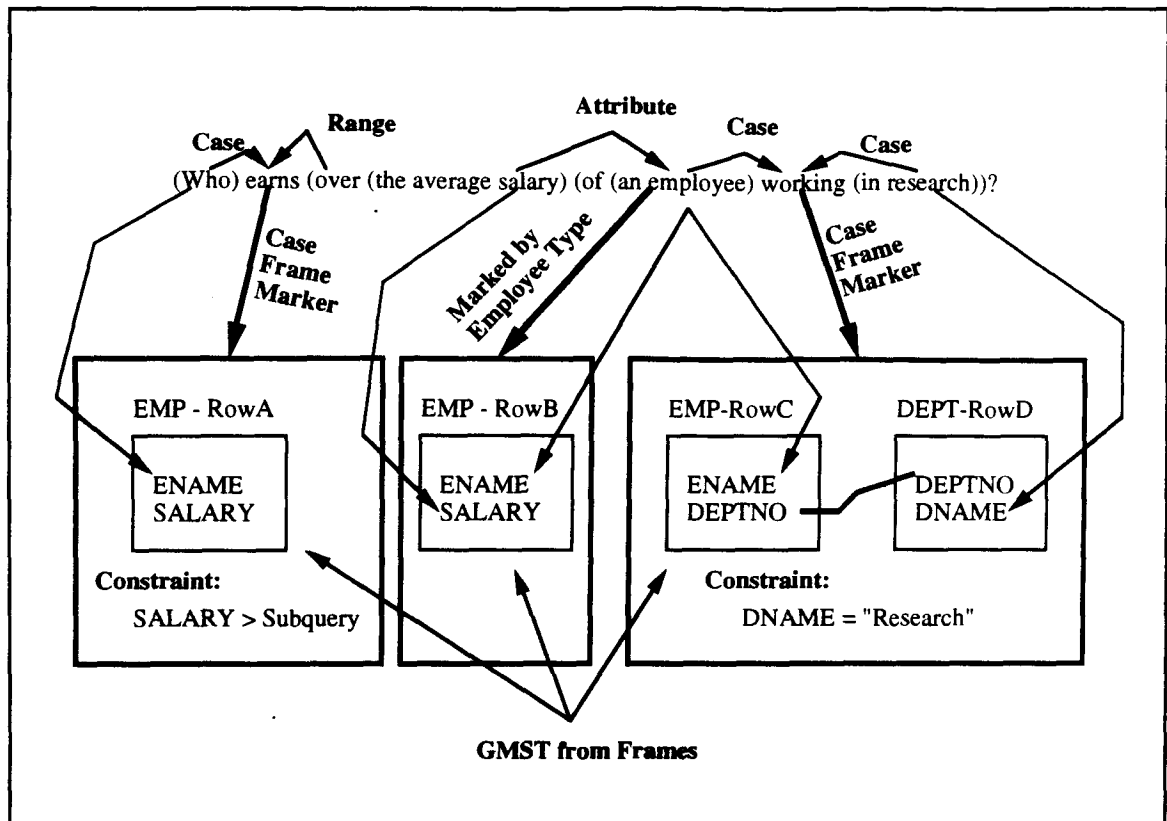 Attribute
Case
Range
Case
Case
(Who) earns (over (the average salary) (of (an employee) working (in research))?
Case
Frame
Marker
Marked by
Employee Type
Case
Frame
Marker
EMP - RowA
ENAME
SALARY
Constraint:
SALARY > Subquery
EMP - RowB
ENAME
SALARY
EMP-RowC
ENAME
DEPTNO
DEPT-RowD
DEPTNO
DNAME
Constraint:
DNAME = "Research"
GMST from Frames